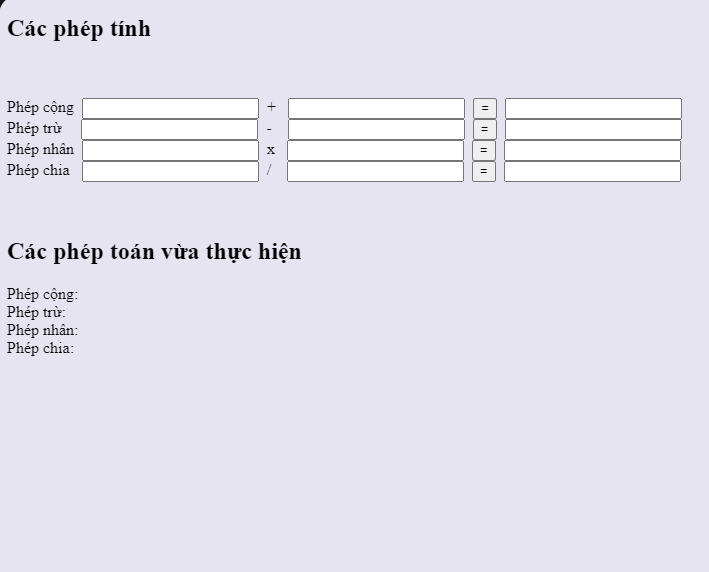 Các phép tính
Phép cộng + =
Phép trừ - =
Phép nhân x =
Phép chia / =
Các phép toán vừa thực hiện
Phép cộng:
Phép trừ:
Phép nhân:
Phép chia: